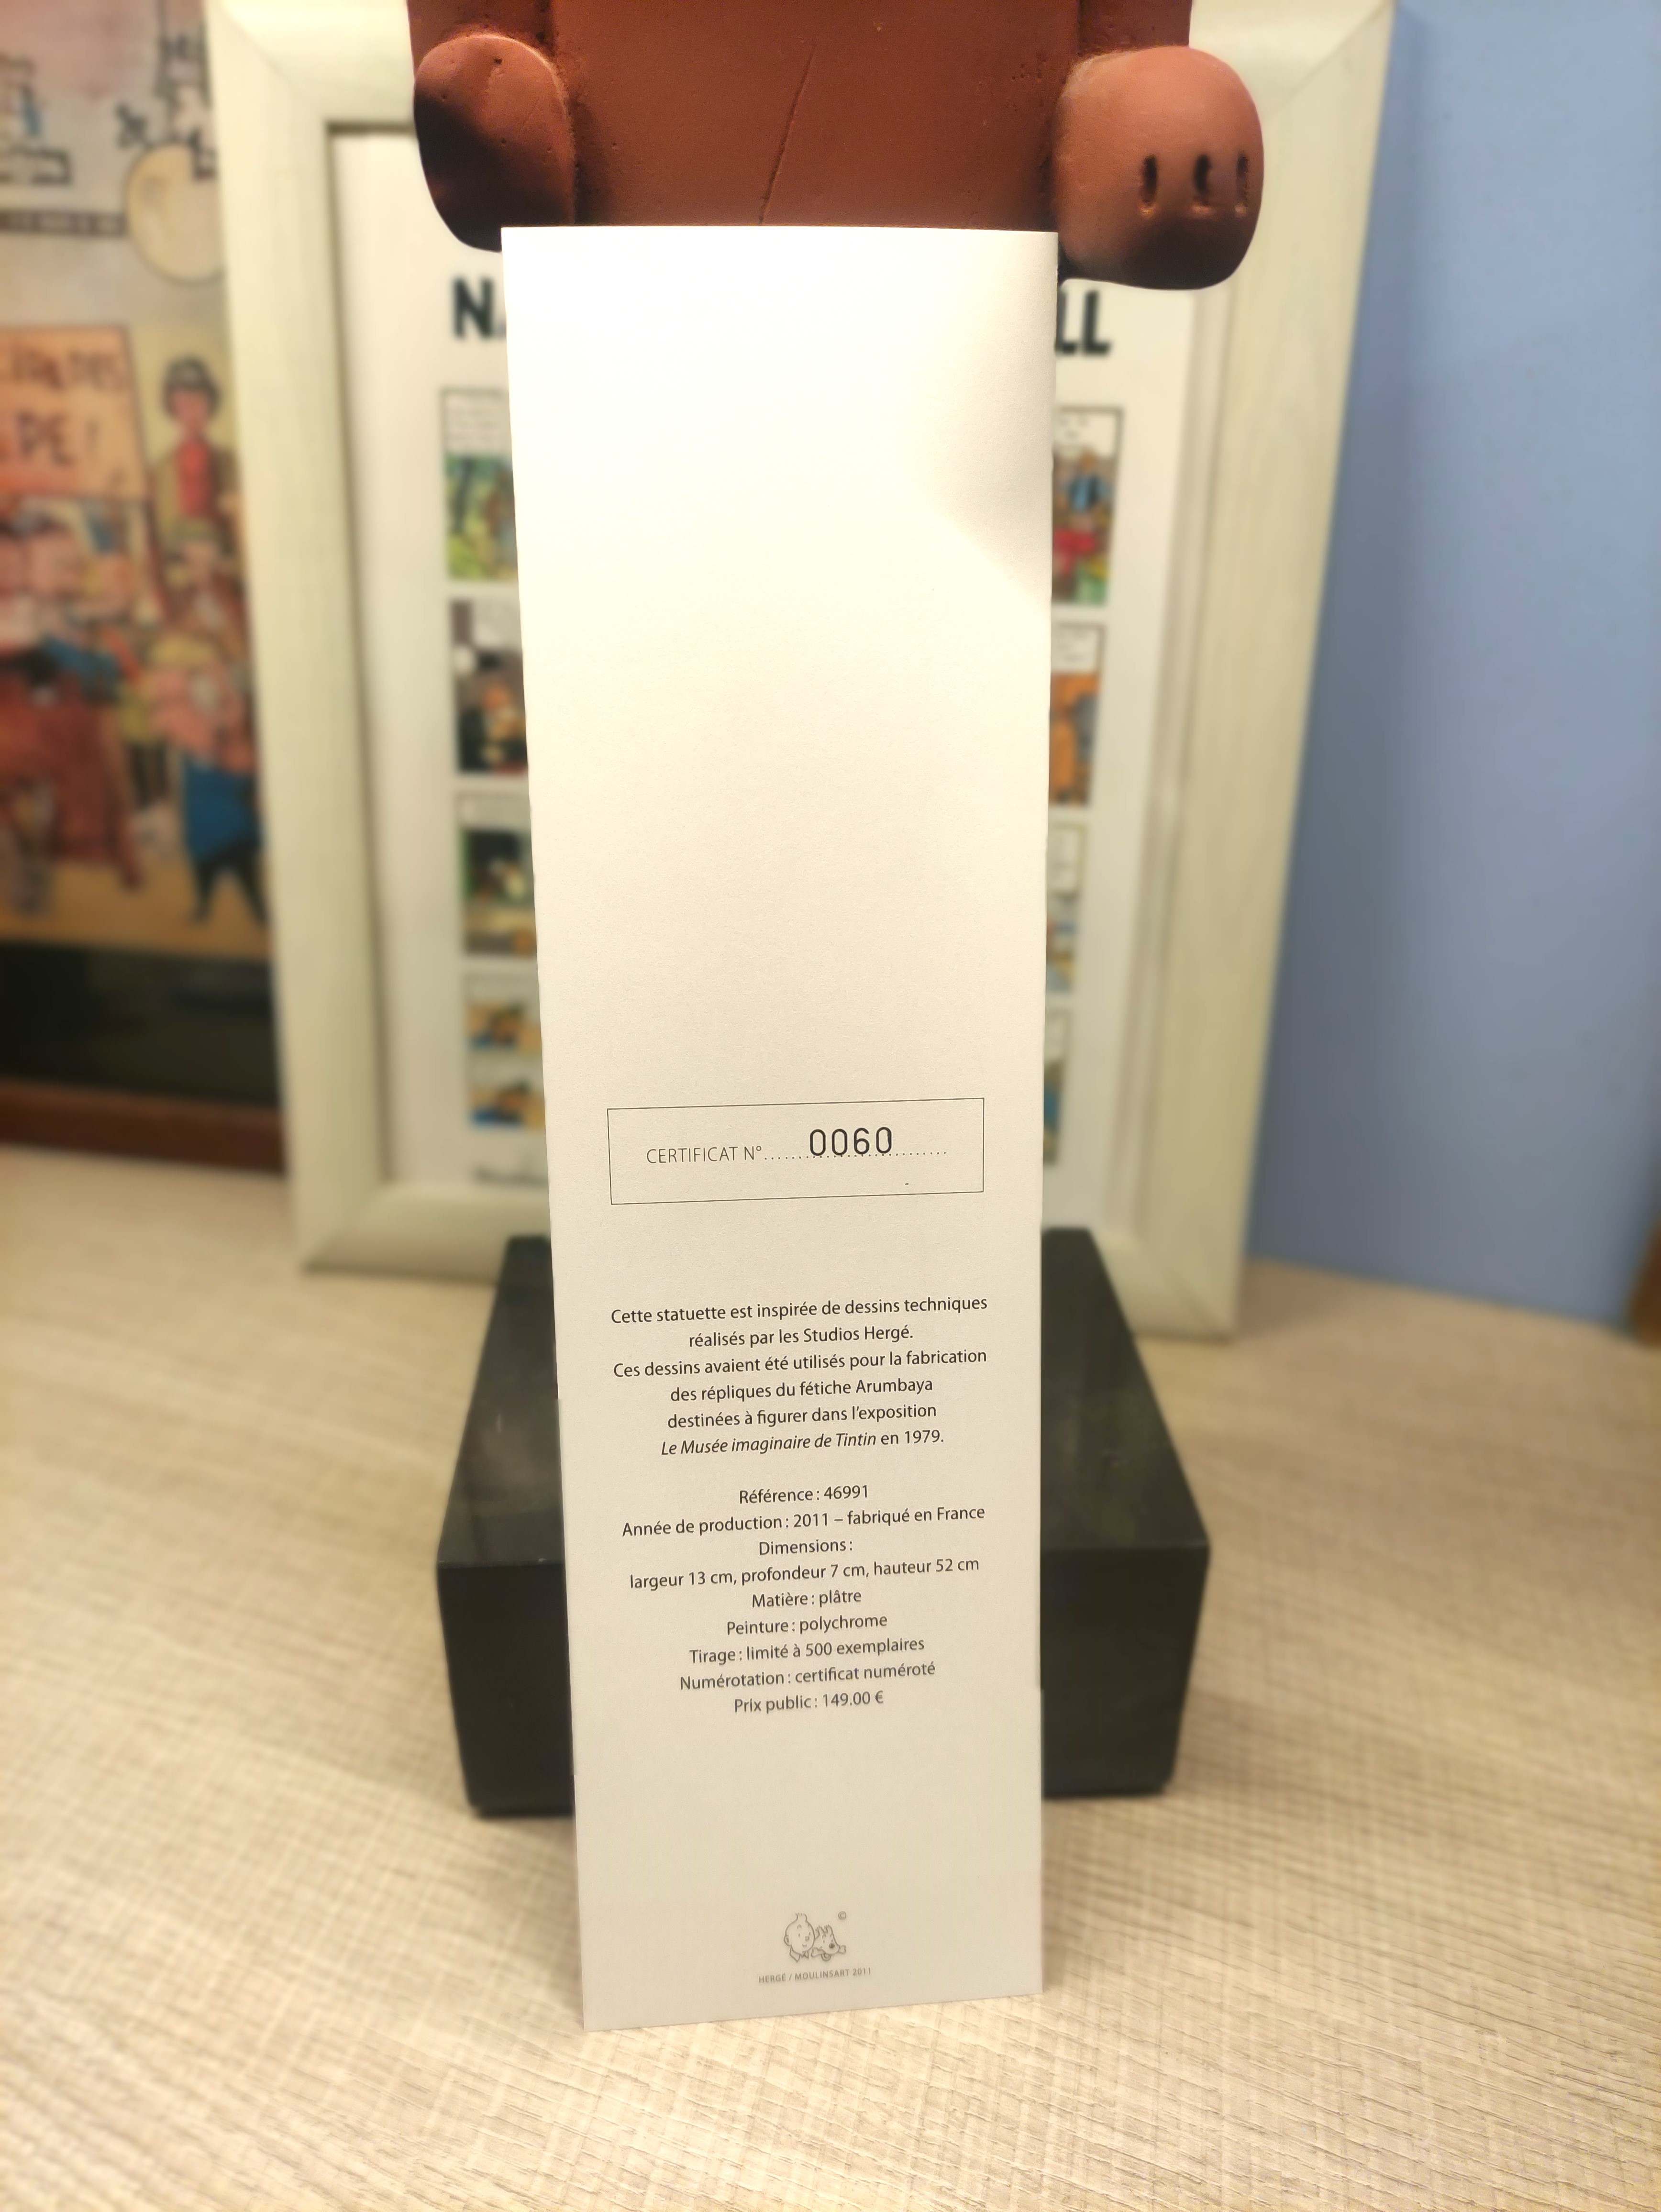 CERTIFICAT N°...... 0060 ........
Cette statuette est inspirée de dessins techniques
réalisés par les Studios Hergé.
Ces dessins avaient été utilisés pour la fabrication
des répliques du fétiche Arumbaya
destinées à figurer dans l'exposition
Le Musée imaginaire de Tintin en 1979.
Référence : 46991
Année de production : 2011 – fabriqué en France
Dimensions :
largeur 13 cm, profondeur 7 cm, hauteur 52 cm
Matière : plâtre
Peinture : polychrome
Tirage : limité à 500 exemplaires
Numérotation : certificat numéroté
Prix public : 149.00 €
©
HERGÉ / MOULINSART 2011